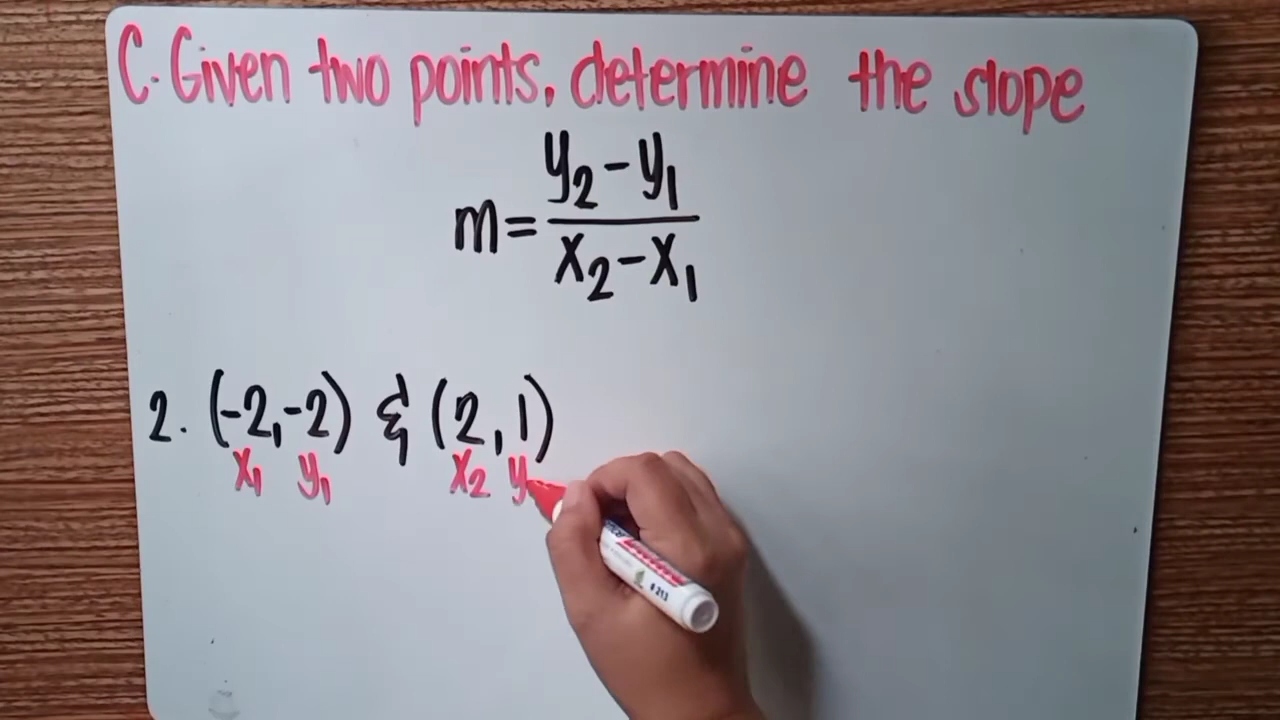 C. Given two points, determine the slope
y₂-y₁
m=
x₂-x₁
2. (-2,-2) & (2,1)
x₁ y₁ x₂ y